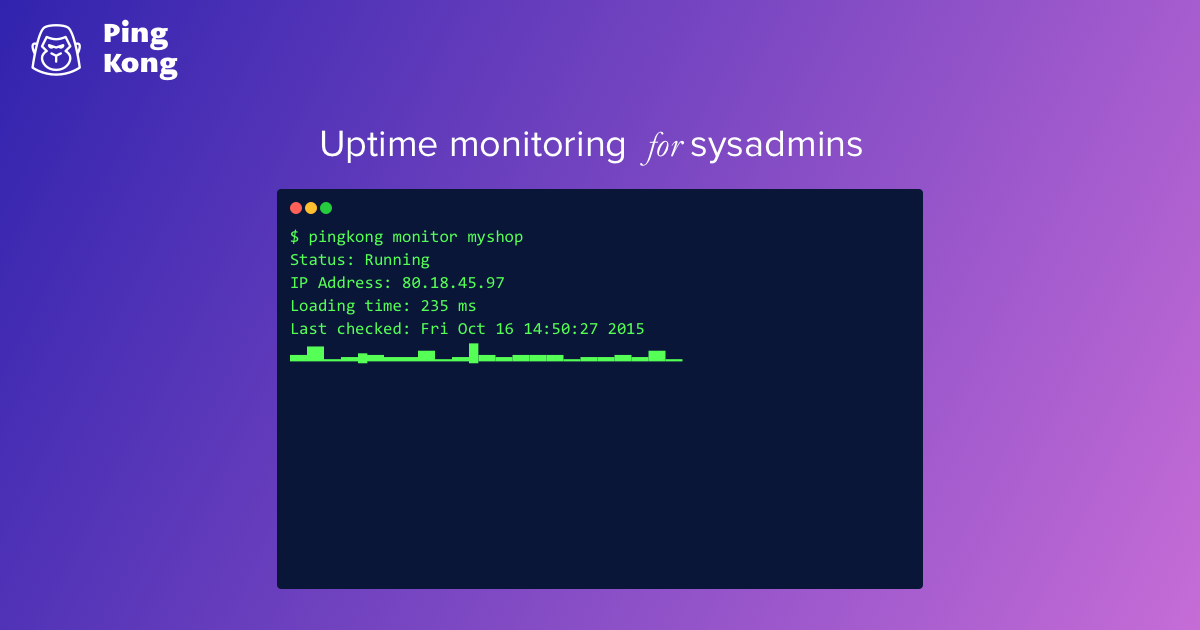 Ping
Kong
Uptime monitoring for sysadmins
$ pingkong monitor myshop
Status: Running
IP Address: 80.18.45.97
Loading time: 235 ms
Last checked: Fri Oct 16 14:50:27 2015